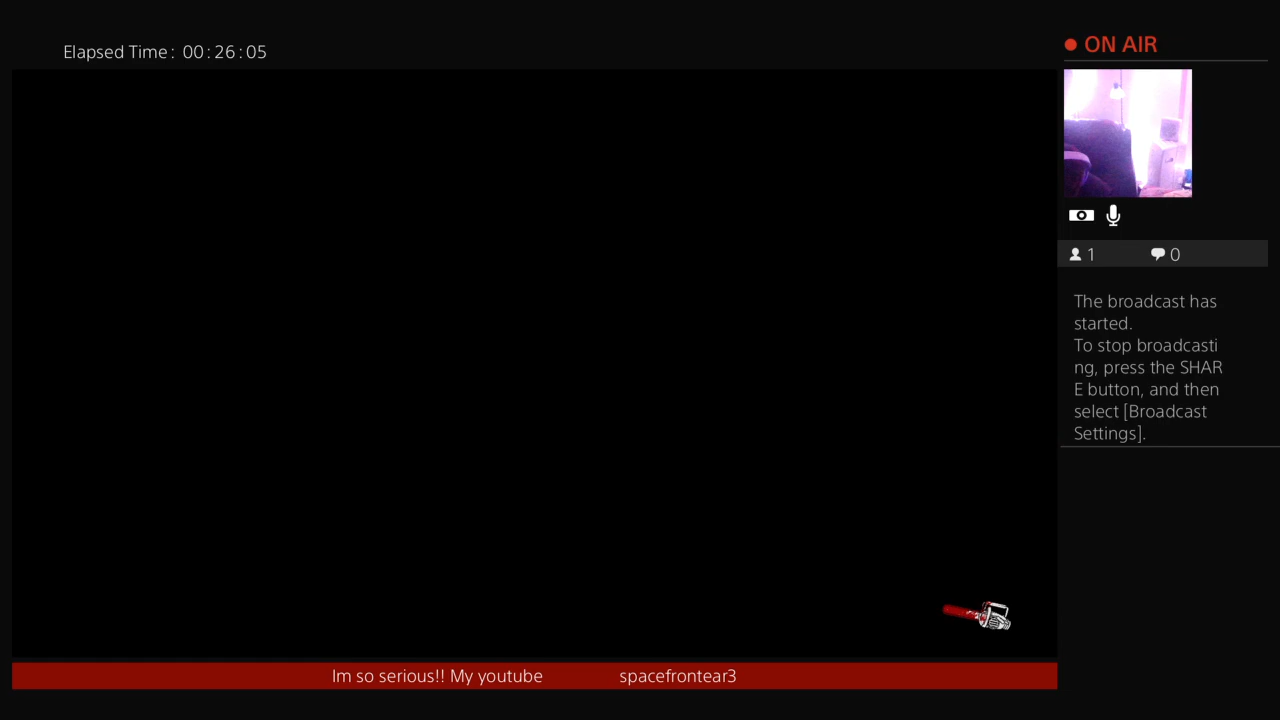 Elapsed Time: 00:26:05
ON AIR
1 0
The broadcast has
started.
To stop broadcasti
ng, press the SHAR
E button, and then
select [Broadcast
Settings].
Im so serious!! My youtube spacefrontear3